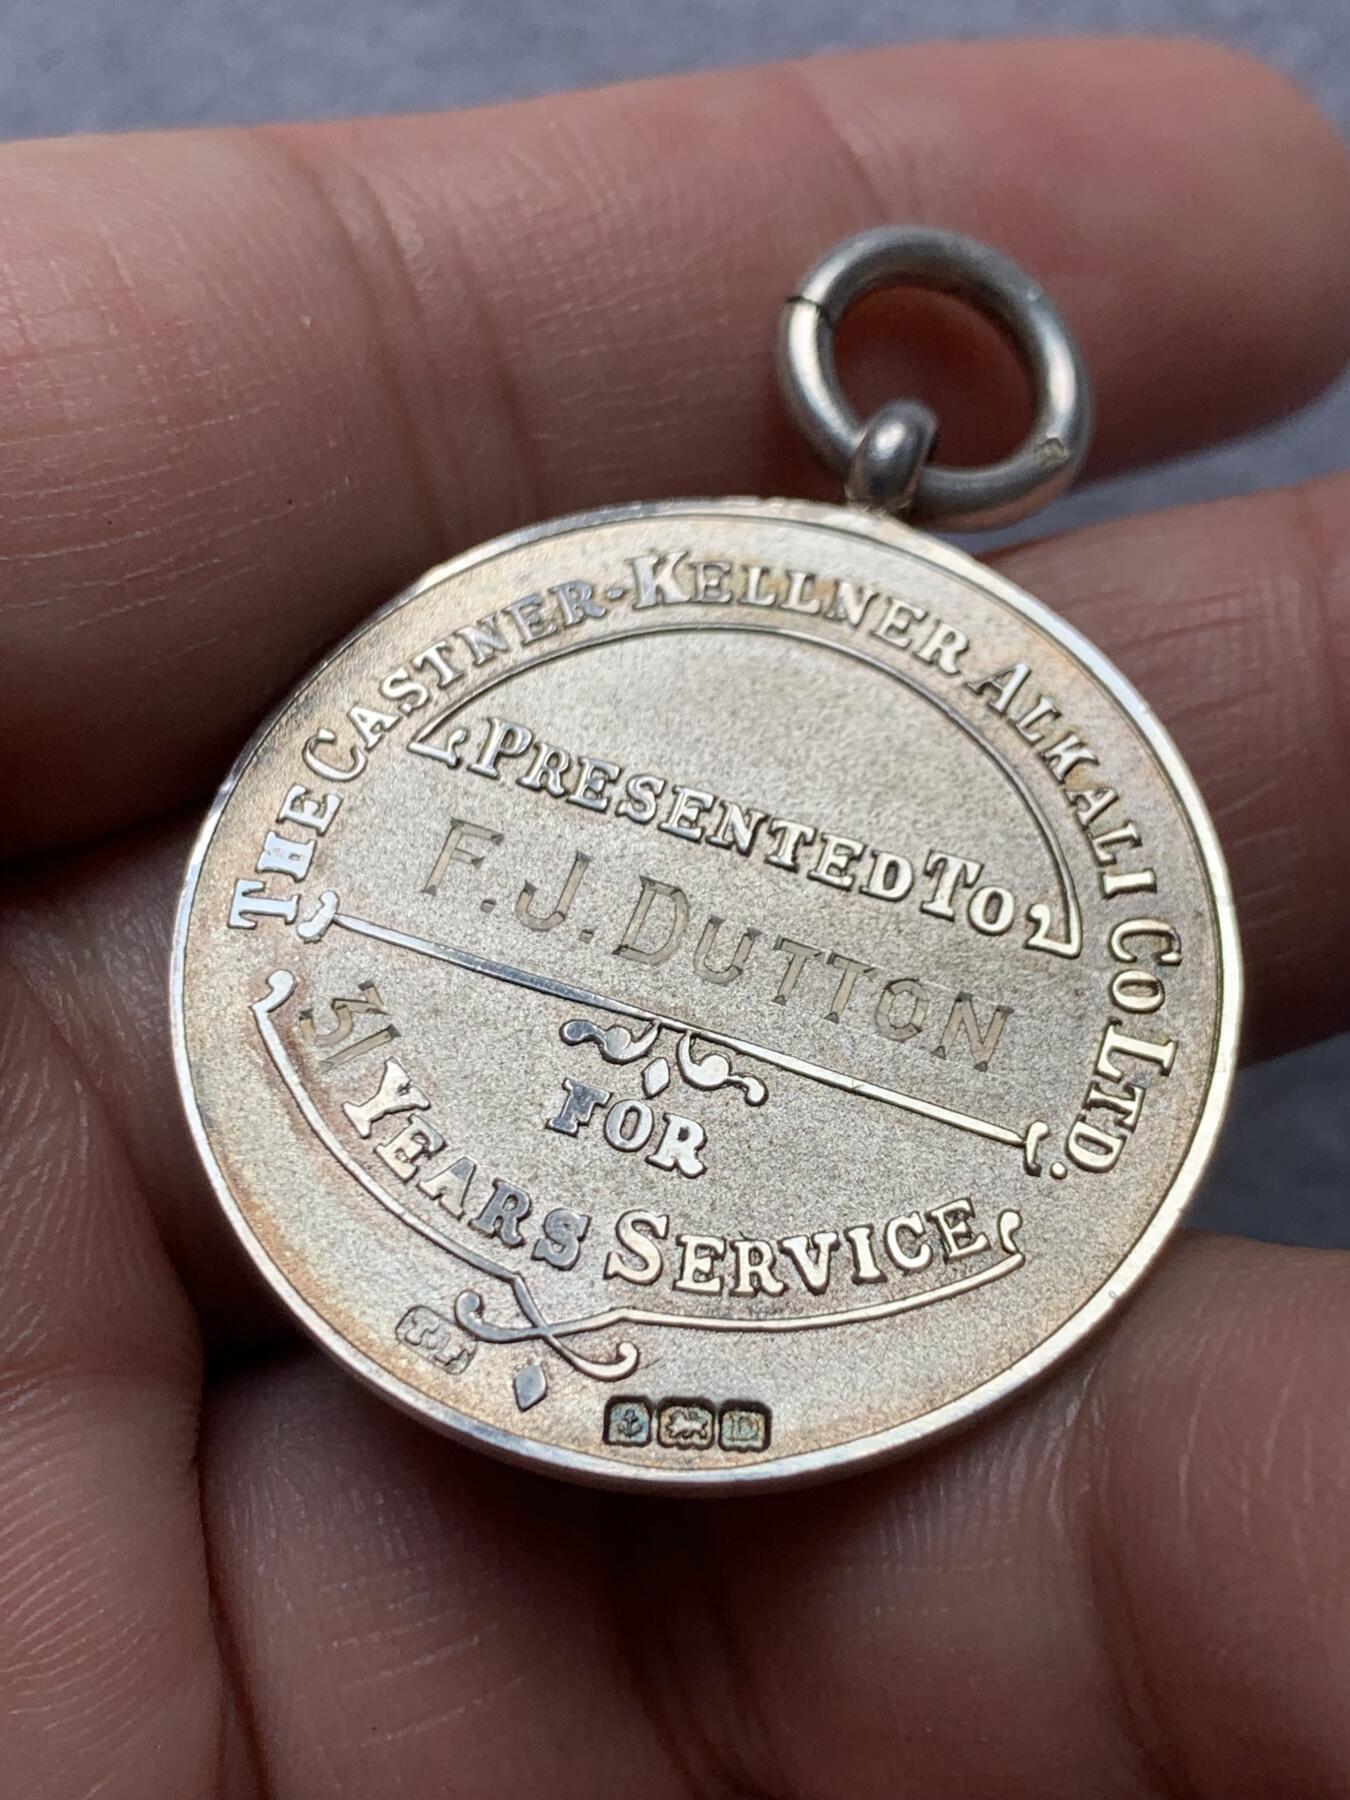 THE CASTNER-KELLNER ALKALI CO LTD.
PRESENTED TO
F.J. DUTTON
FOR
31 YEARS SERVICE
D